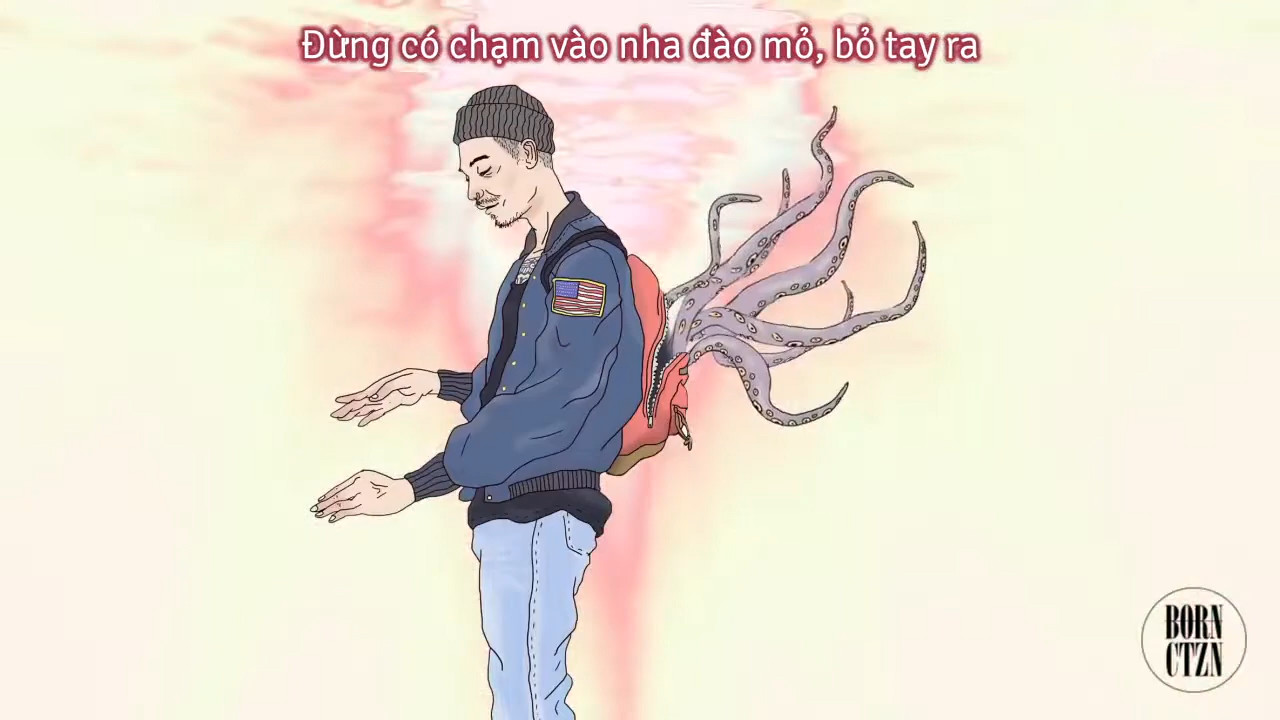 Đừng có chạm vào nha đào mỏ, bỏ tay ra
BORN
CTZN